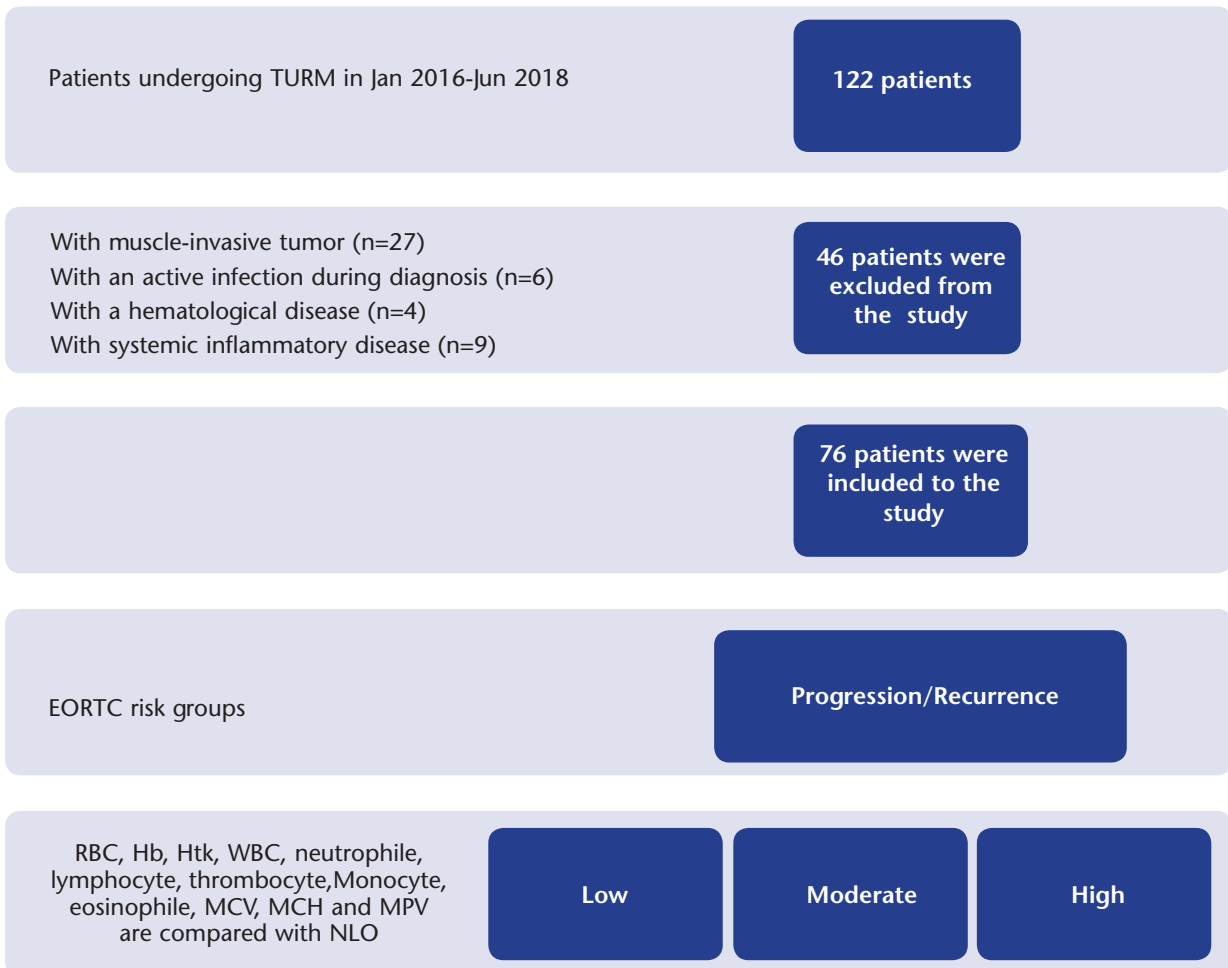 Patients undergoing TURM in Jan 2016-Jun 2018
122 patients
With muscle-invasive tumor (n=27)
With an active infection during diagnosis (n=6)
With a hematological disease (n=4)
With systemic inflammatory disease (n=9)
46 patients were
excluded from
the study
76 patients were
included to the
study
EORTC risk groups
Progression/Recurrence
RBC, Hb, Htk, WBC, neutrophile,
lymphocyte, thrombocyte,Monocyte,
eosinophile, MCV, MCH and MPV
are compared with NLO
Low
Moderate
High